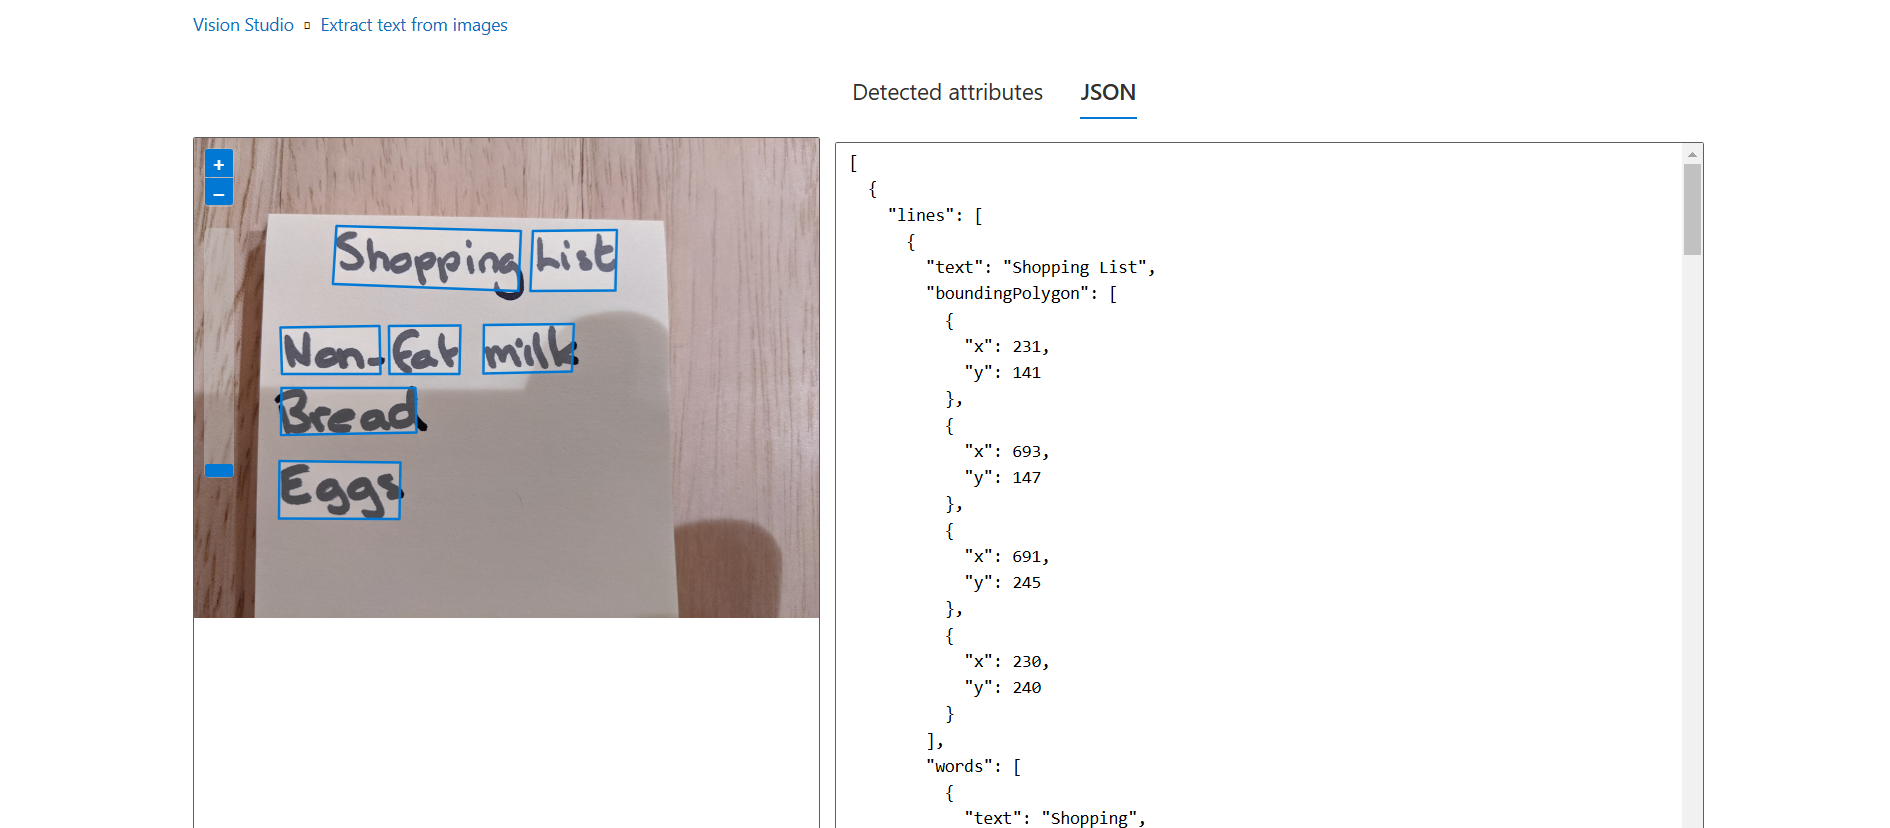 Vision Studio Extract text from images
Detected attributes JSON
+
–
Shopping List
Non-fat milk
Bread
Eggs
[
{
"lines": [
{
"text": "Shopping List",
"boundingPolygon": [
{
"x": 231,
"y": 141
},
{
"x": 693,
"y": 147
},
{
"x": 691,
"y": 245
},
{
"x": 230,
"y": 240
}
],
"words": [
{
"text": "Shopping",